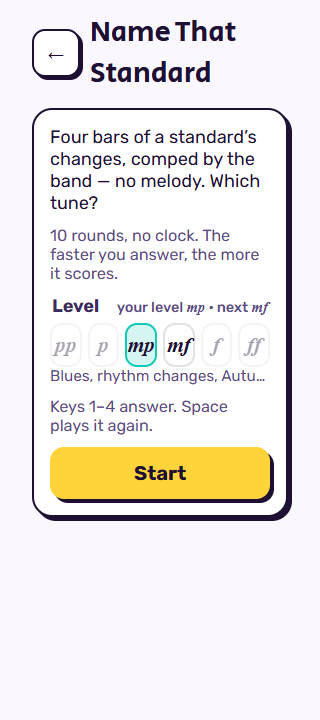 ←
Name That
Standard
Four bars of a standard’s
changes, comped by the
band — no melody. Which
tune?
10 rounds, no clock. The
faster you answer, the more
it scores.
Level your level mp · next mf
pp p mp mf f ff
Blues, rhythm changes, Autu…
Keys 1–4 answer. Space
plays it again.
Start